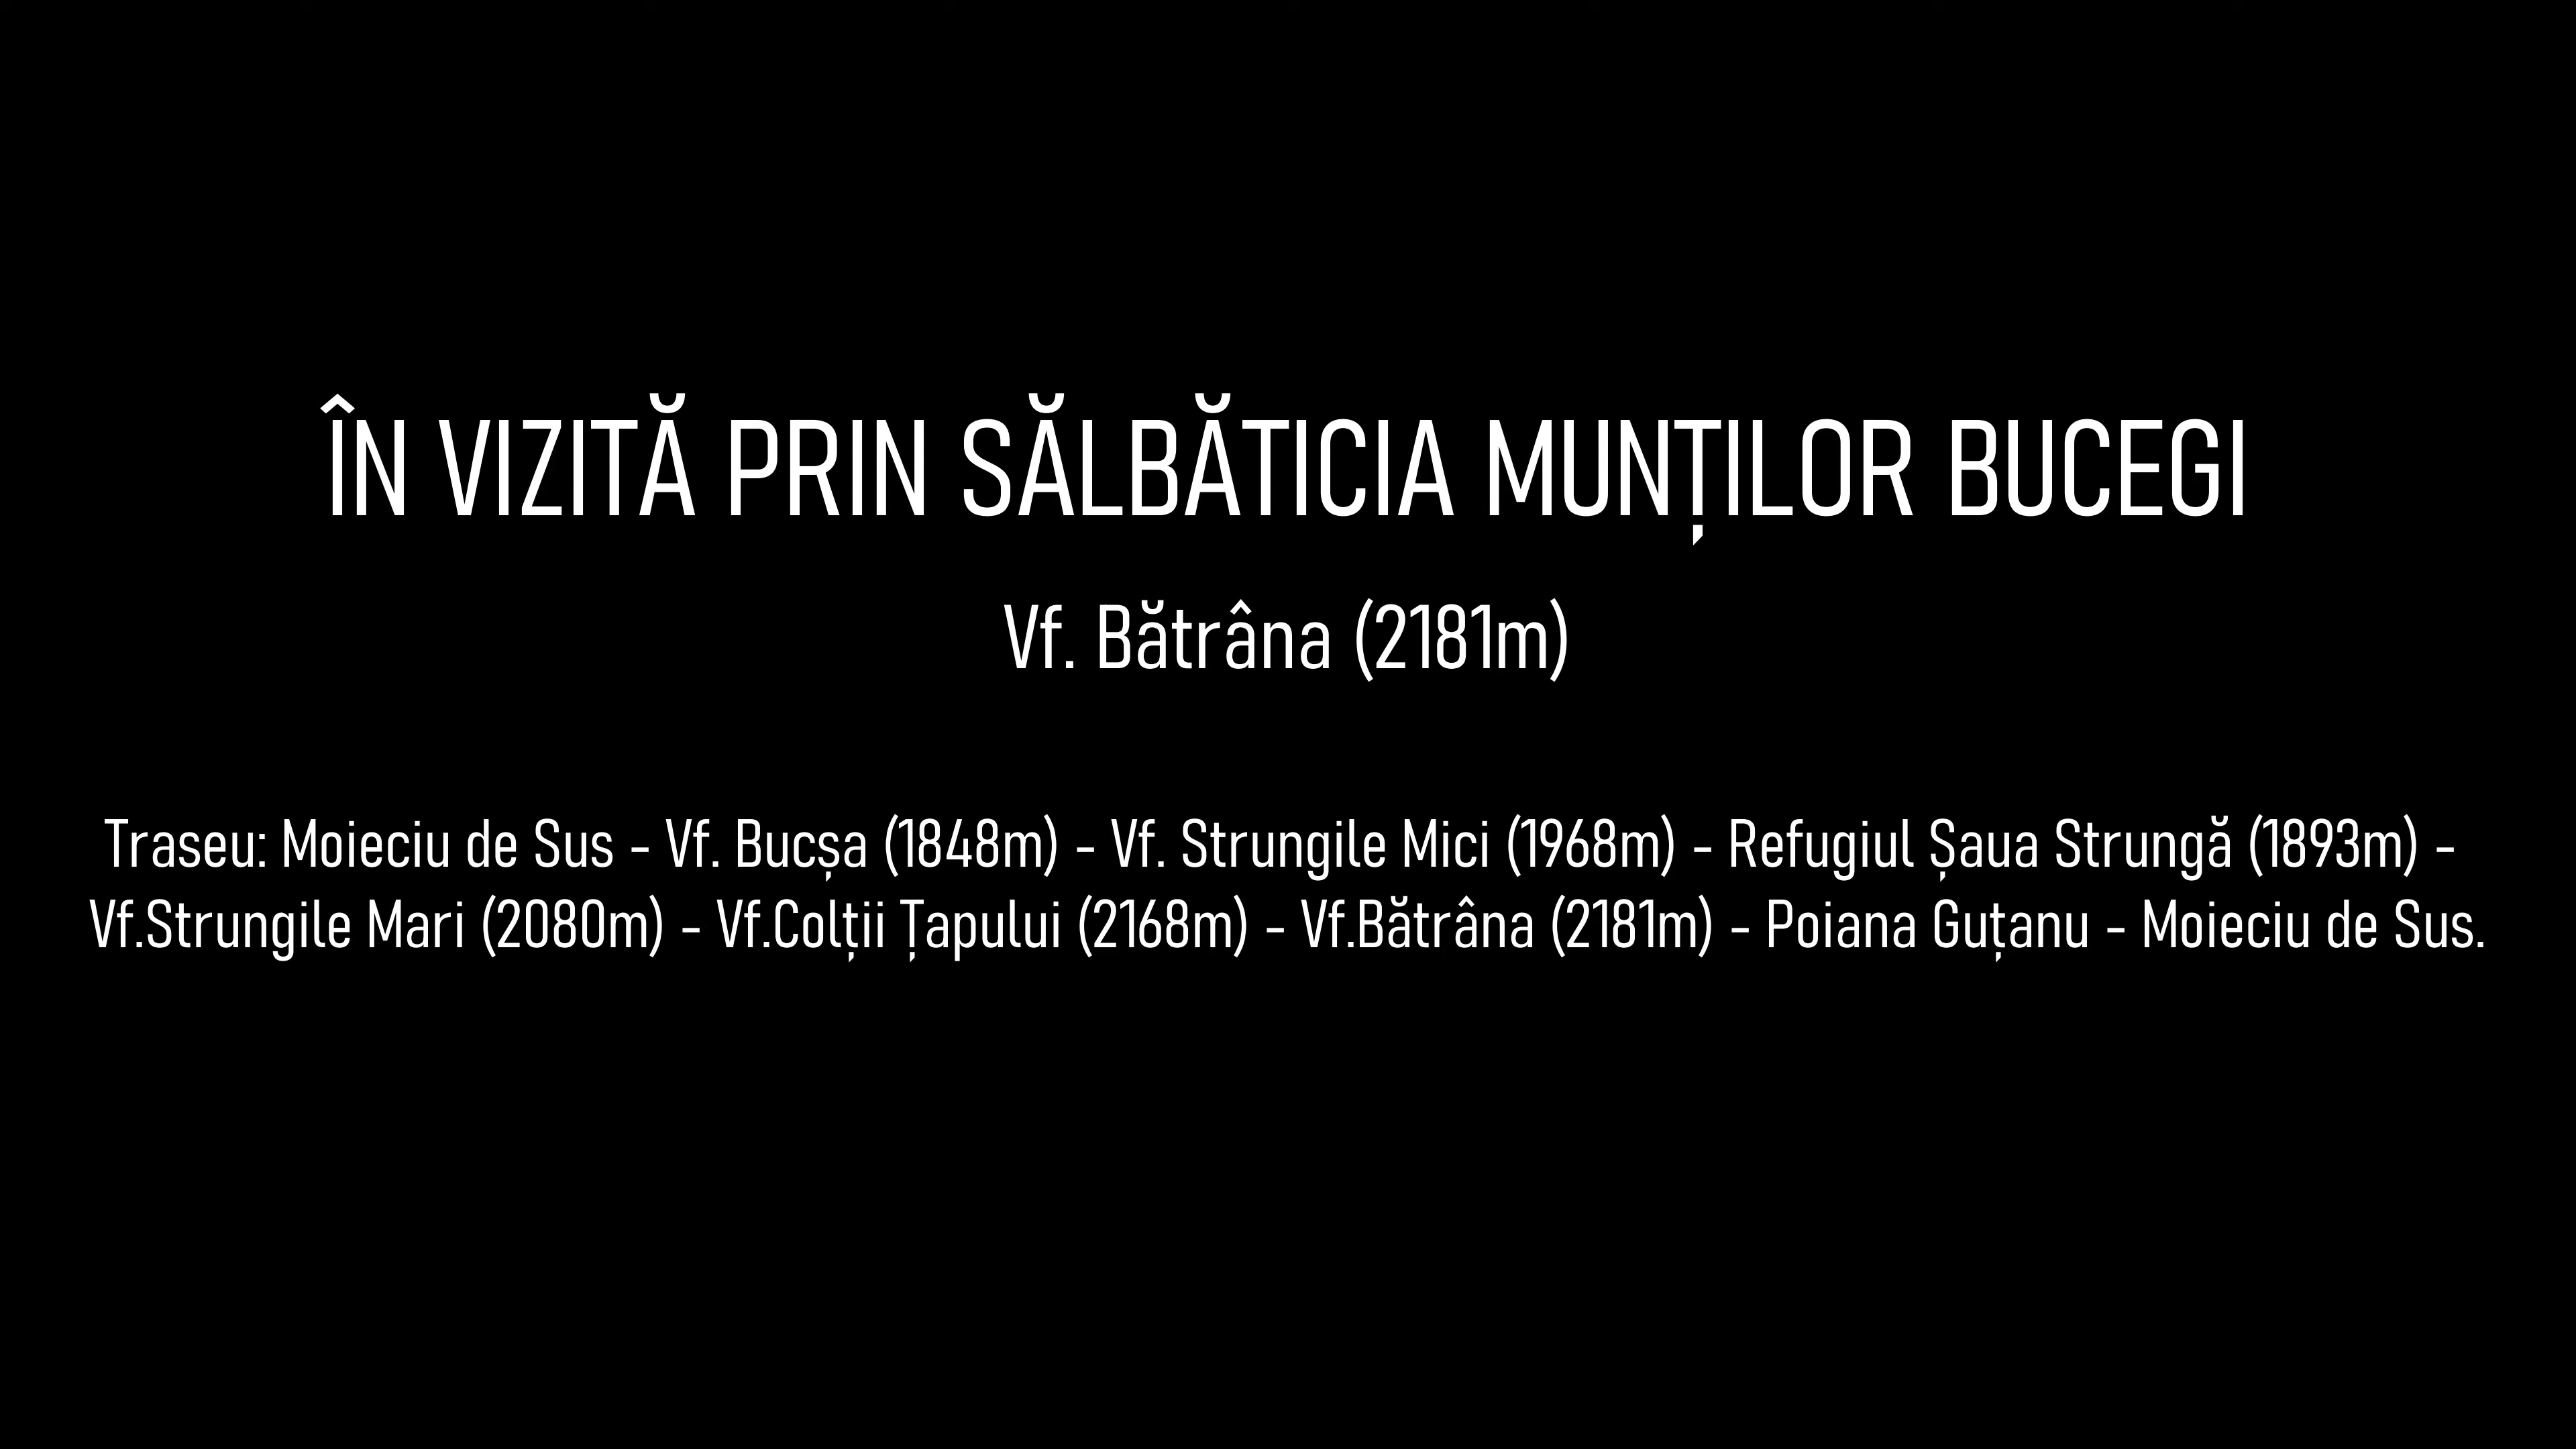 ÎN VIZITĂ PRIN SĂLBĂTICIA MUNȚILOR BUCEGI
Vf. Bătrâna (2181m)
Traseu: Moieciu de Sus - Vf. Bucșa (1848m) - Vf. Strungile Mici (1968m) - Refugiul Șaua Strungă (1893m) -
Vf.Strungile Mari (2080m) - Vf.Colții Țapului (2168m) - Vf.Bătrâna (2181m) - Poiana Guțanu - Moieciu de Sus.